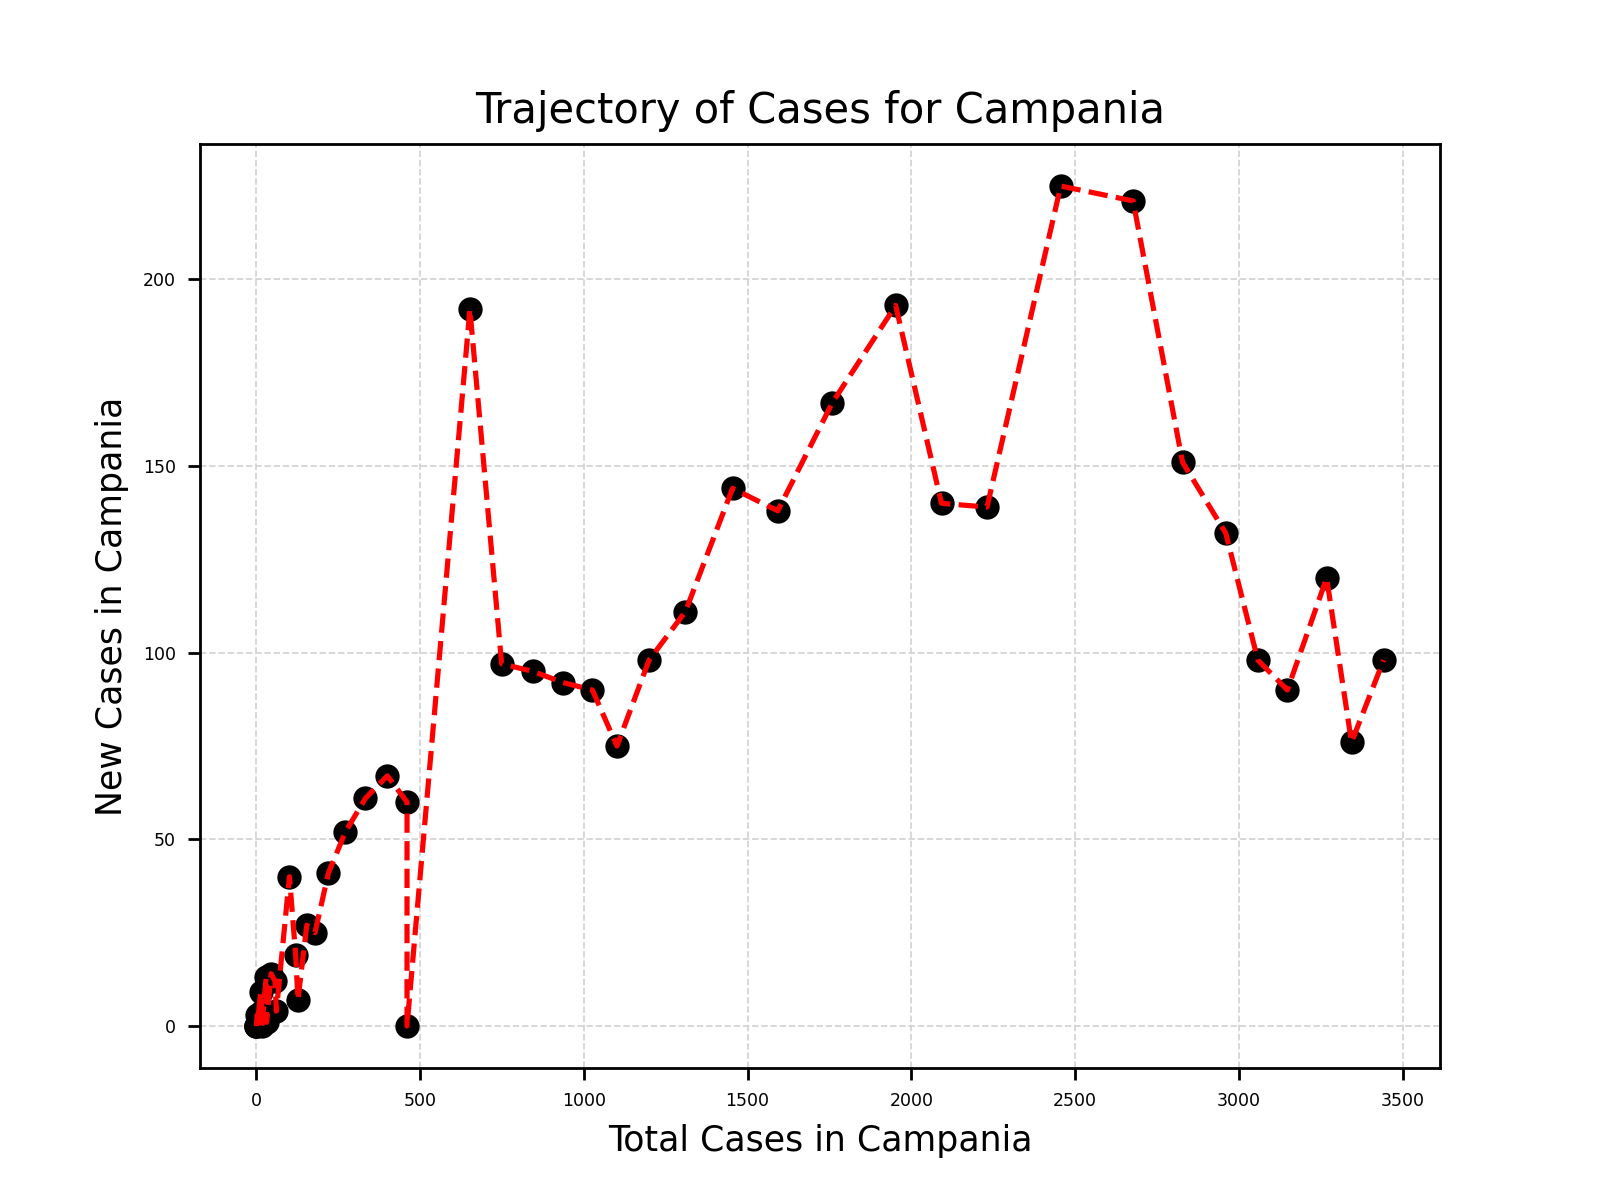 Trajectory of Cases for Campania
New Cases in Campania
200
150
100
50
0
0 500 1000 1500 2000 2500 3000 3500
Total Cases in Campania